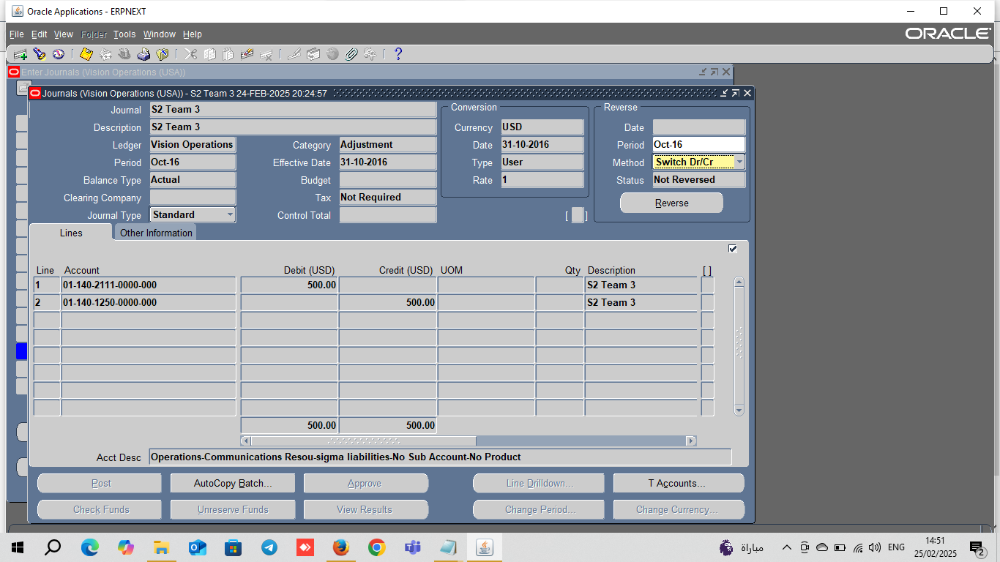 Oracle Applications - ERPNEXT
File Edit View Folder Tools Window Help
ORACLE
Enter Journals (Vision Operations (USA))
Journals (Vision Operations (USA)) - S2 Team 3 24-FEB-2025 20:24:57
Journal S2 Team 3
Description S2 Team 3
Ledger Vision Operations Category Adjustment
Period Oct-16 Effective Date 31-10-2016
Balance Type Actual Budget
Clearing Company Tax Not Required
Journal Type Standard Control Total
Conversion
Currency USD
Date 31-10-2016
Type User
Rate 1
Reverse
Date
Period Oct-16
Method Switch Dr/Cr
Status Not Reversed
Reverse
[ ]
Lines Other Information
Line Account Debit (USD) Credit (USD) UOM Qty Description [ ]
1 01-140-2111-0000-000 500.00 S2 Team 3
2 01-140-1250-0000-000 500.00 S2 Team 3
500.00 500.00
Acct Desc Operations-Communications Resou-sigma liabilities-No Sub Account-No Product
Post AutoCopy Batch... Approve Line Drilldown... T Accounts...
Check Funds Unreserve Funds View Results Change Period... Change Currency...
مباراة ENG 14:51
25/02/2025 2